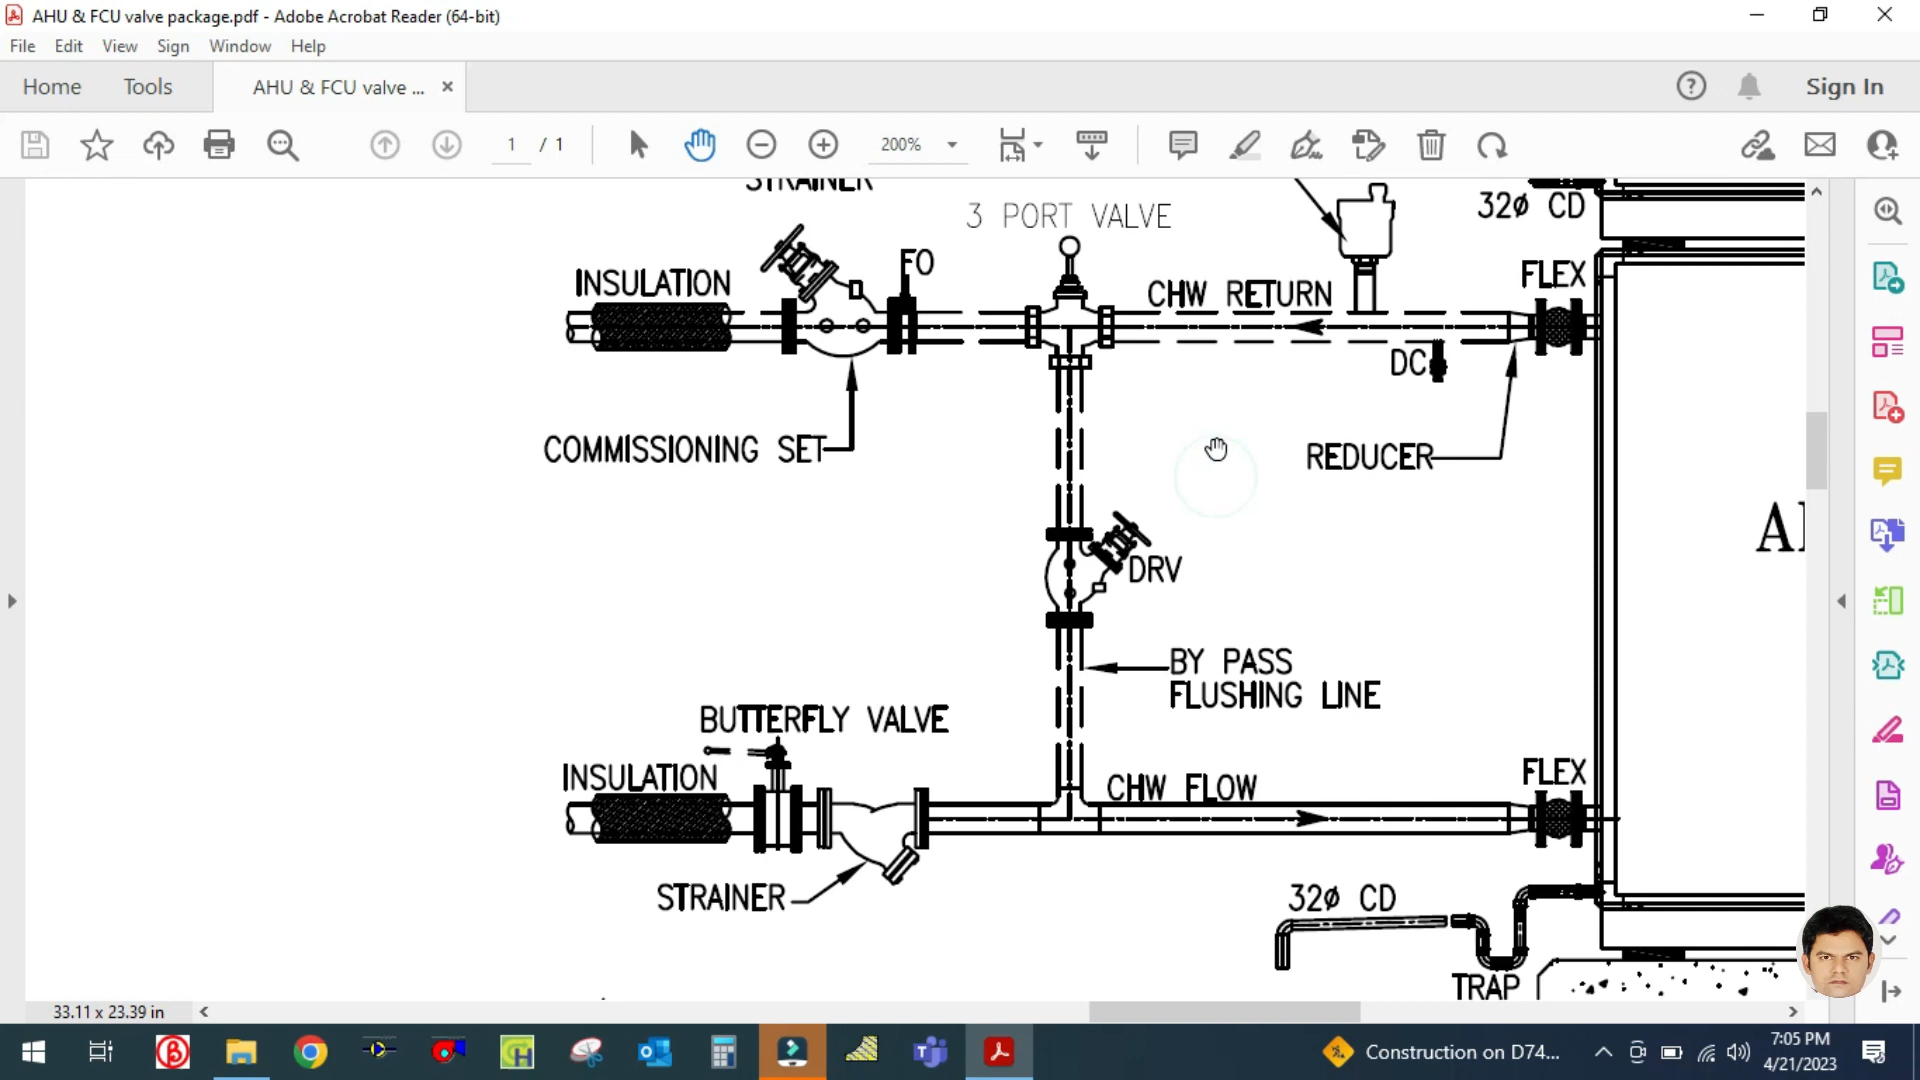 AHU & FCU valve package.pdf - Adobe Acrobat Reader (64-bit)
File Edit View Sign Window Help
Home Tools AHU & FCU valve ... × Sign In
1 / 1 200%
STRAINER
3 PORT VALVE
32ø CD
INSULATION
FO
CHW RETURN
FLEX
DC
COMMISSIONING SET
REDUCER
DRV
BY PASS
FLUSHING LINE
BUTTERFLY VALVE
INSULATION
CHW FLOW
FLEX
STRAINER
32ø CD
TRAP
33.11 x 23.39 in
Construction on D74...
7:05 PM
4/21/2023